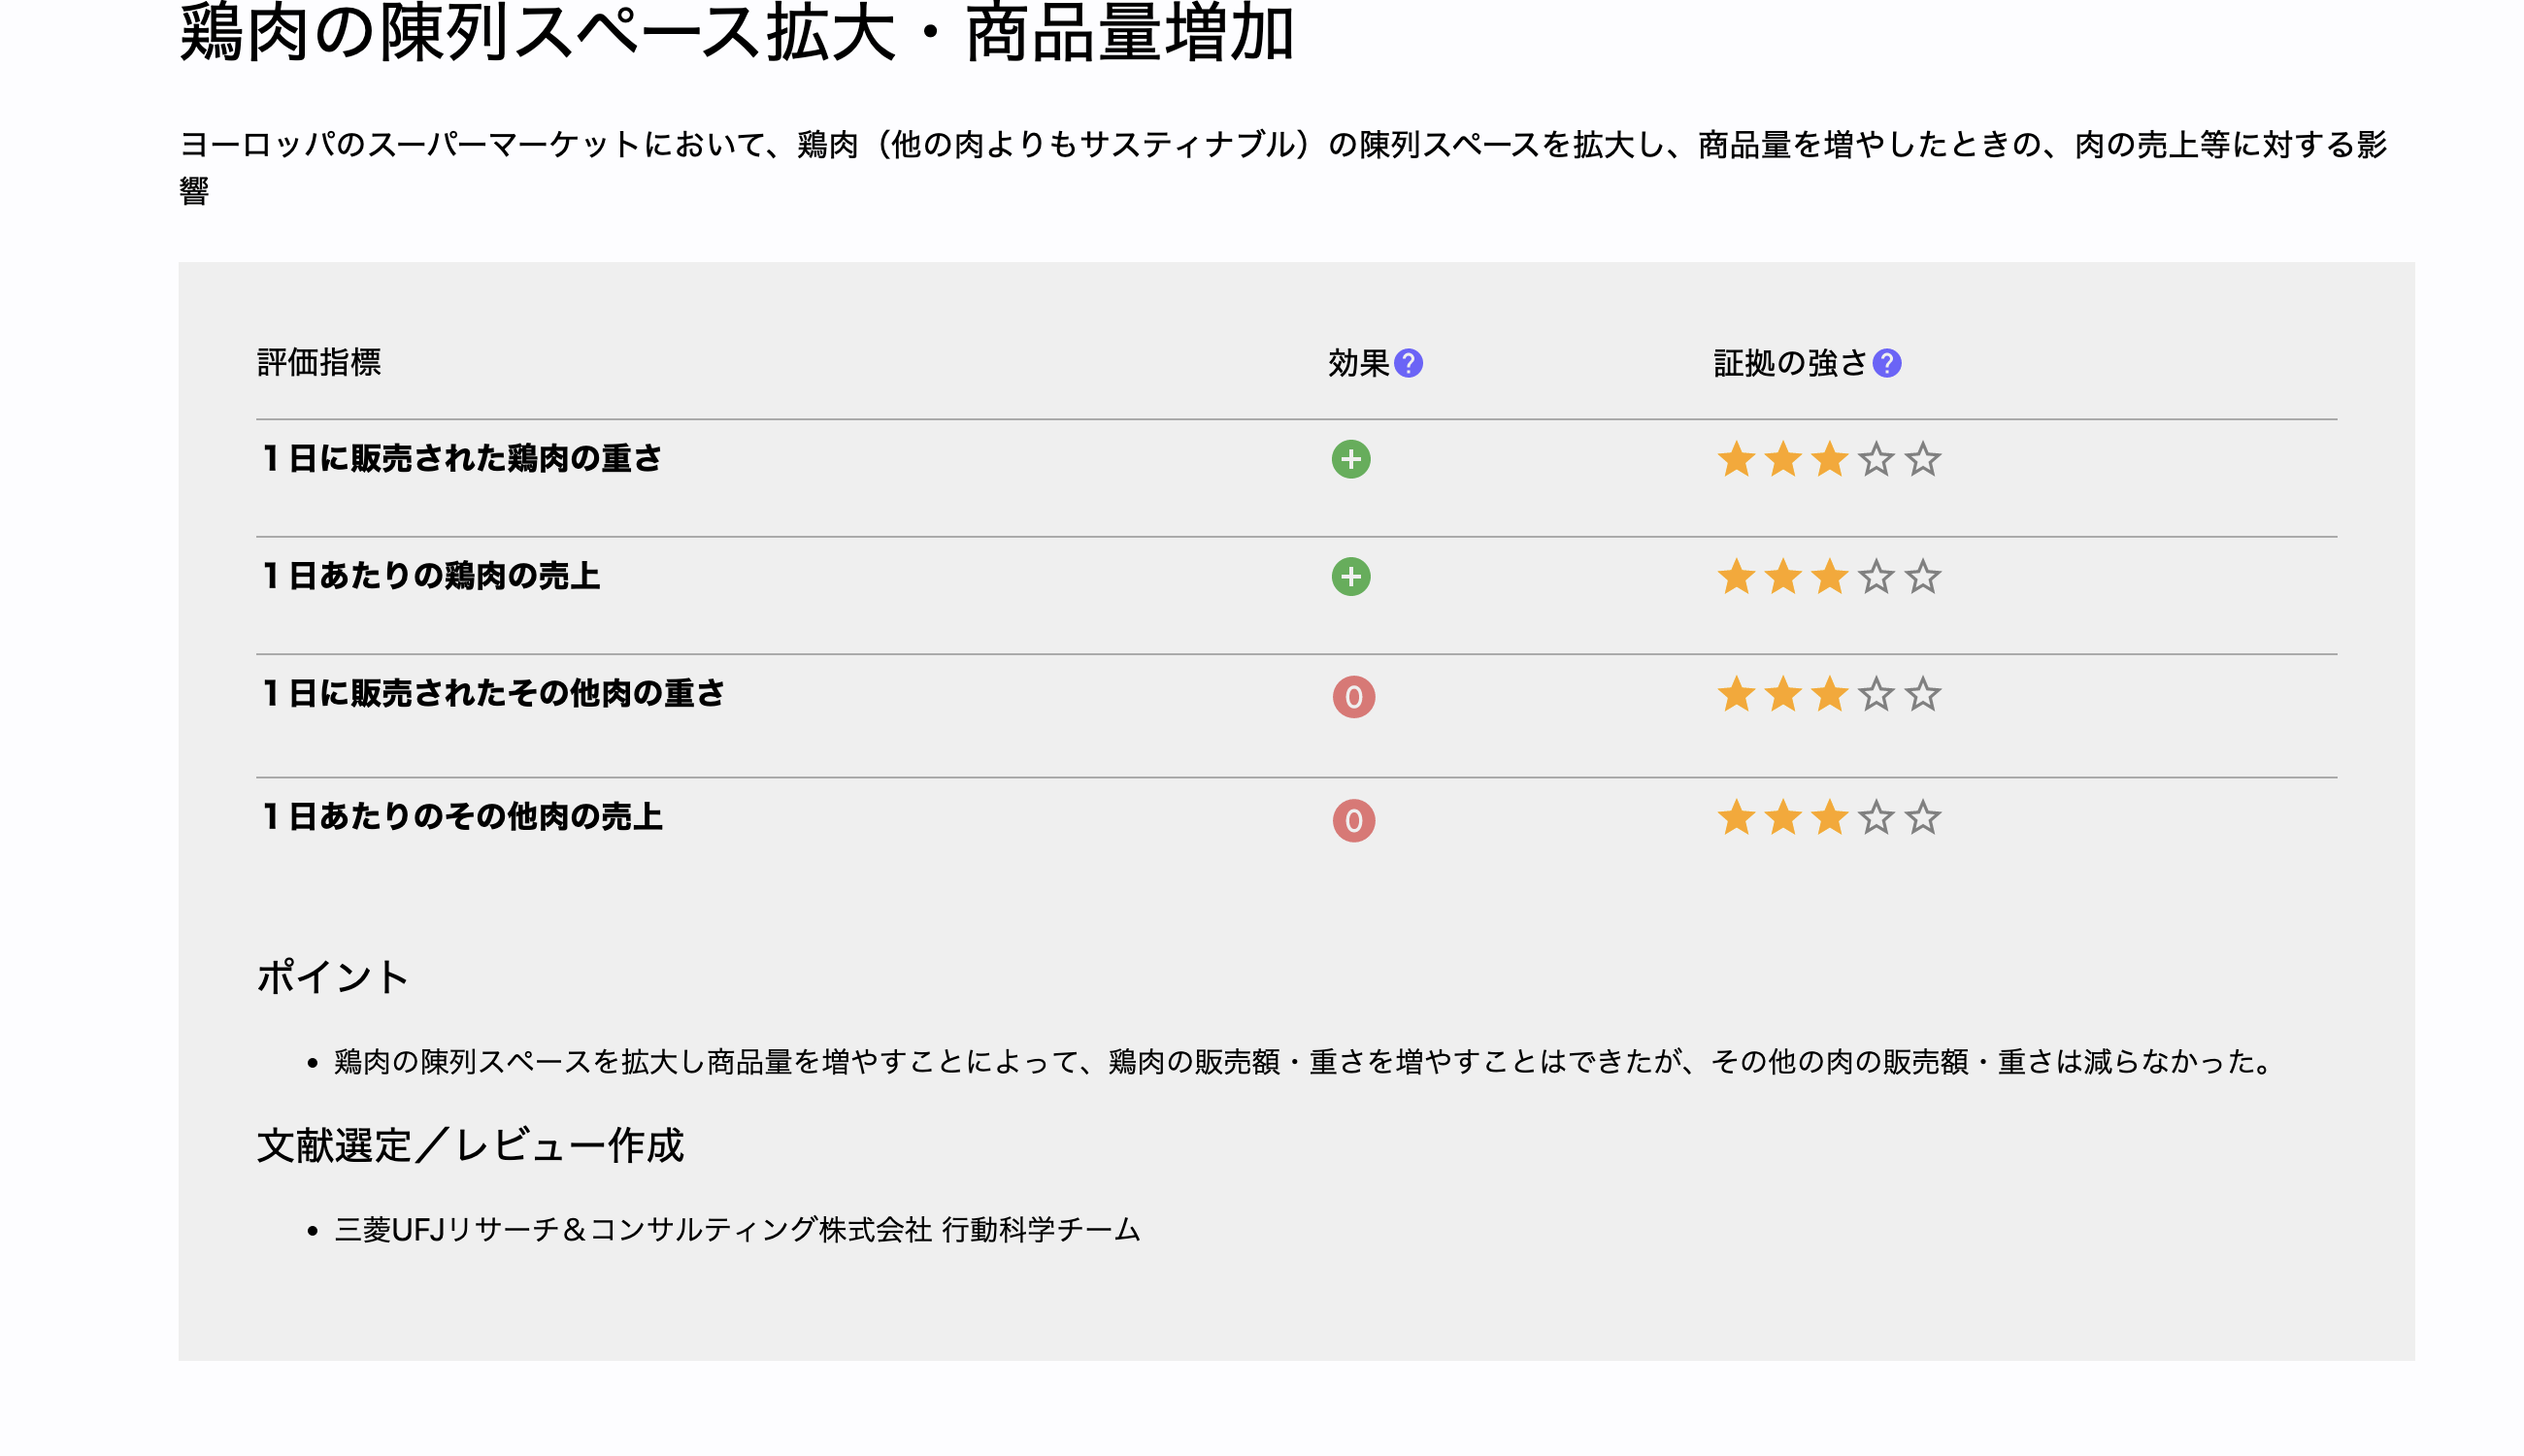 鶏肉の陳列スペース拡大・商品量増加
ヨーロッパのスーパーマーケットにおいて、鶏肉（他の肉よりもサスティナブル）の陳列スペースを拡大し、商品量を増やしたときの、肉の売上等に対する影
響
評価指標 効果? 証拠の強さ?
１日に販売された鶏肉の重さ + ★★★☆☆
１日あたりの鶏肉の売上 + ★★★☆☆
１日に販売されたその他肉の重さ 0 ★★★☆☆
１日あたりのその他肉の売上 0 ★★★☆☆
ポイント
• 鶏肉の陳列スペースを拡大し商品量を増やすことによって、鶏肉の販売額・重さを増やすことはできたが、その他の肉の販売額・重さは減らなかった。
文献選定／レビュー作成
• 三菱UFJリサーチ＆コンサルティング株式会社 行動科学チーム